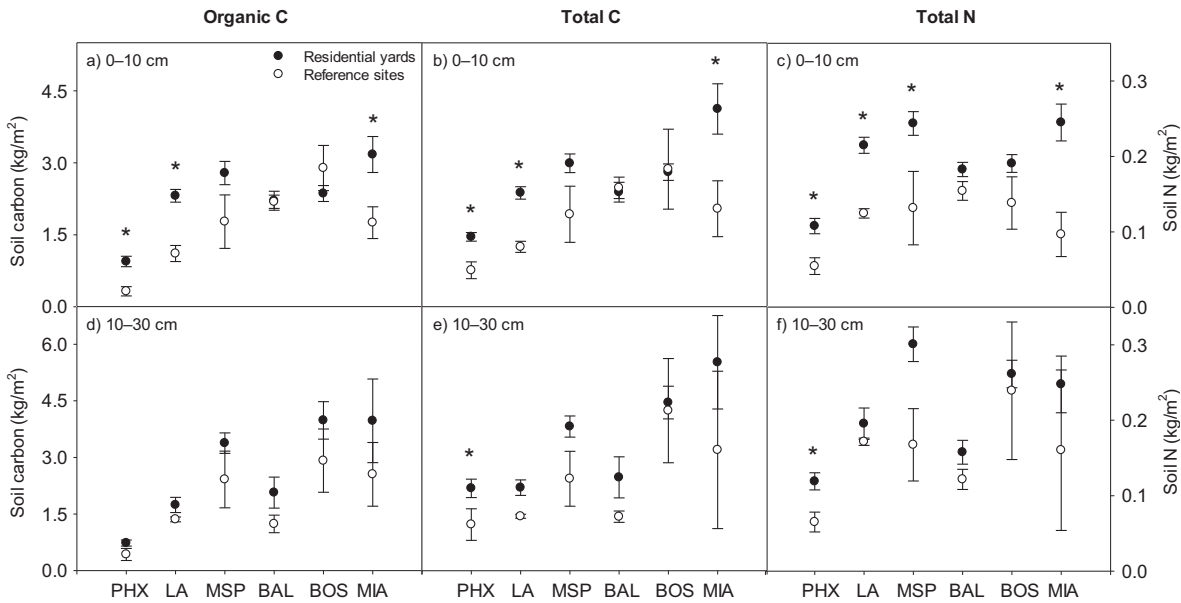 Organic C Total C Total N
a) 0–10 cm Residential yards b) 0–10 cm * c) 0–10 cm
Reference sites * * 0.3
4.5 * *
* * *
Soil carbon (kg/m²) 3.0 0.2 Soil N (kg/m²)
* * *
1.5 0.1
0.0 0.0
d) 10–30 cm e) 10–30 cm f) 10–30 cm
6.0 0.3
Soil carbon (kg/m²) 4.5 0.2 Soil N (kg/m²)
3.0 * *
1.5 0.1
0.0 0.0
PHX LA MSP BAL BOS MIA PHX LA MSP BAL BOS MIA PHX LA MSP BAL BOS MIA